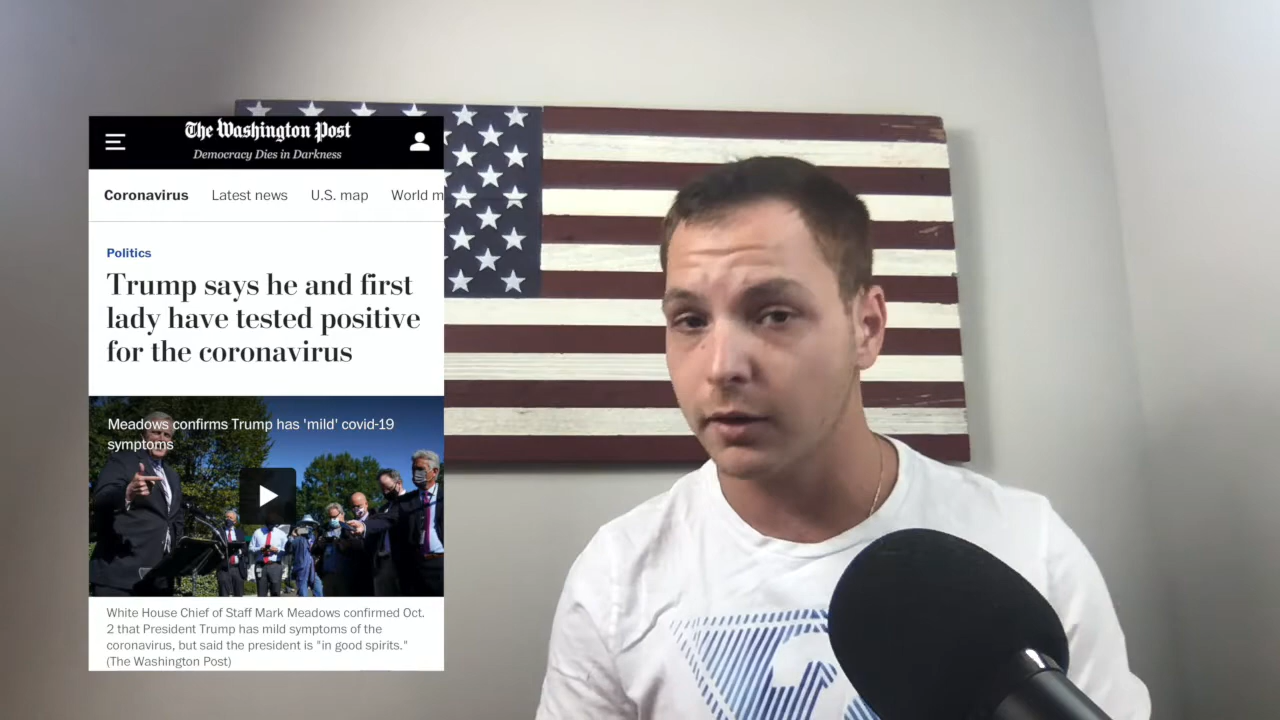 The Washington Post
Democracy Dies in Darkness
Coronavirus Latest news U.S. map World m
Politics
Trump says he and first
lady have tested positive
for the coronavirus
Meadows confirms Trump has 'mild' covid-19
symptoms
White House Chief of Staff Mark Meadows confirmed Oct.
2 that President Trump has mild symptoms of the
coronavirus, but said the president is "in good spirits."
(The Washington Post)